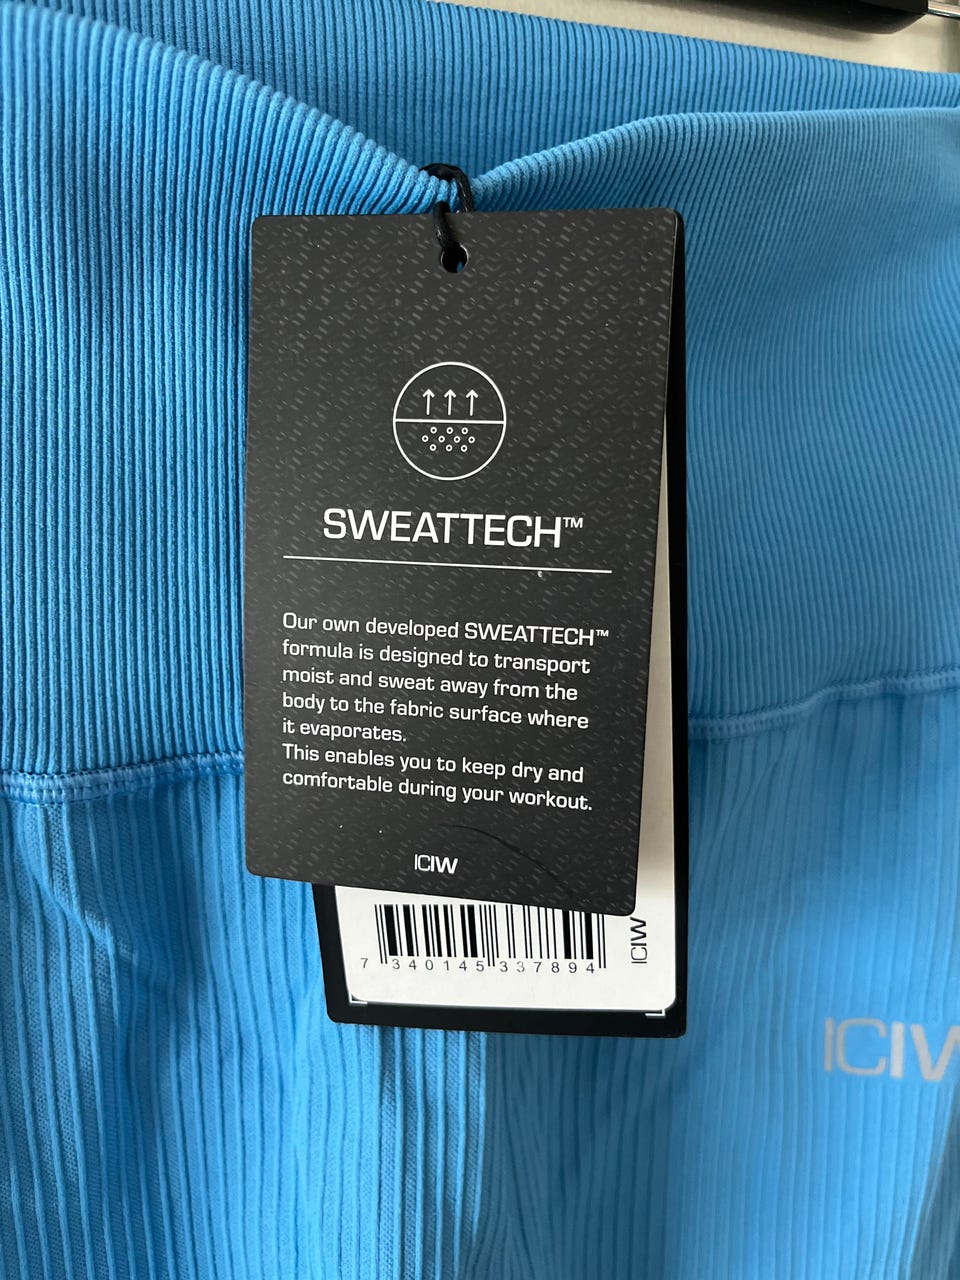 SWEATTECH™
Our own developed SWEATTECH™
formula is designed to transport
moist and sweat away from the
body to the fabric surface where
it evaporates.
This enables you to keep dry and
comfortable during your workout.
ICIW
7 340145 337894
ICIW
ICIW